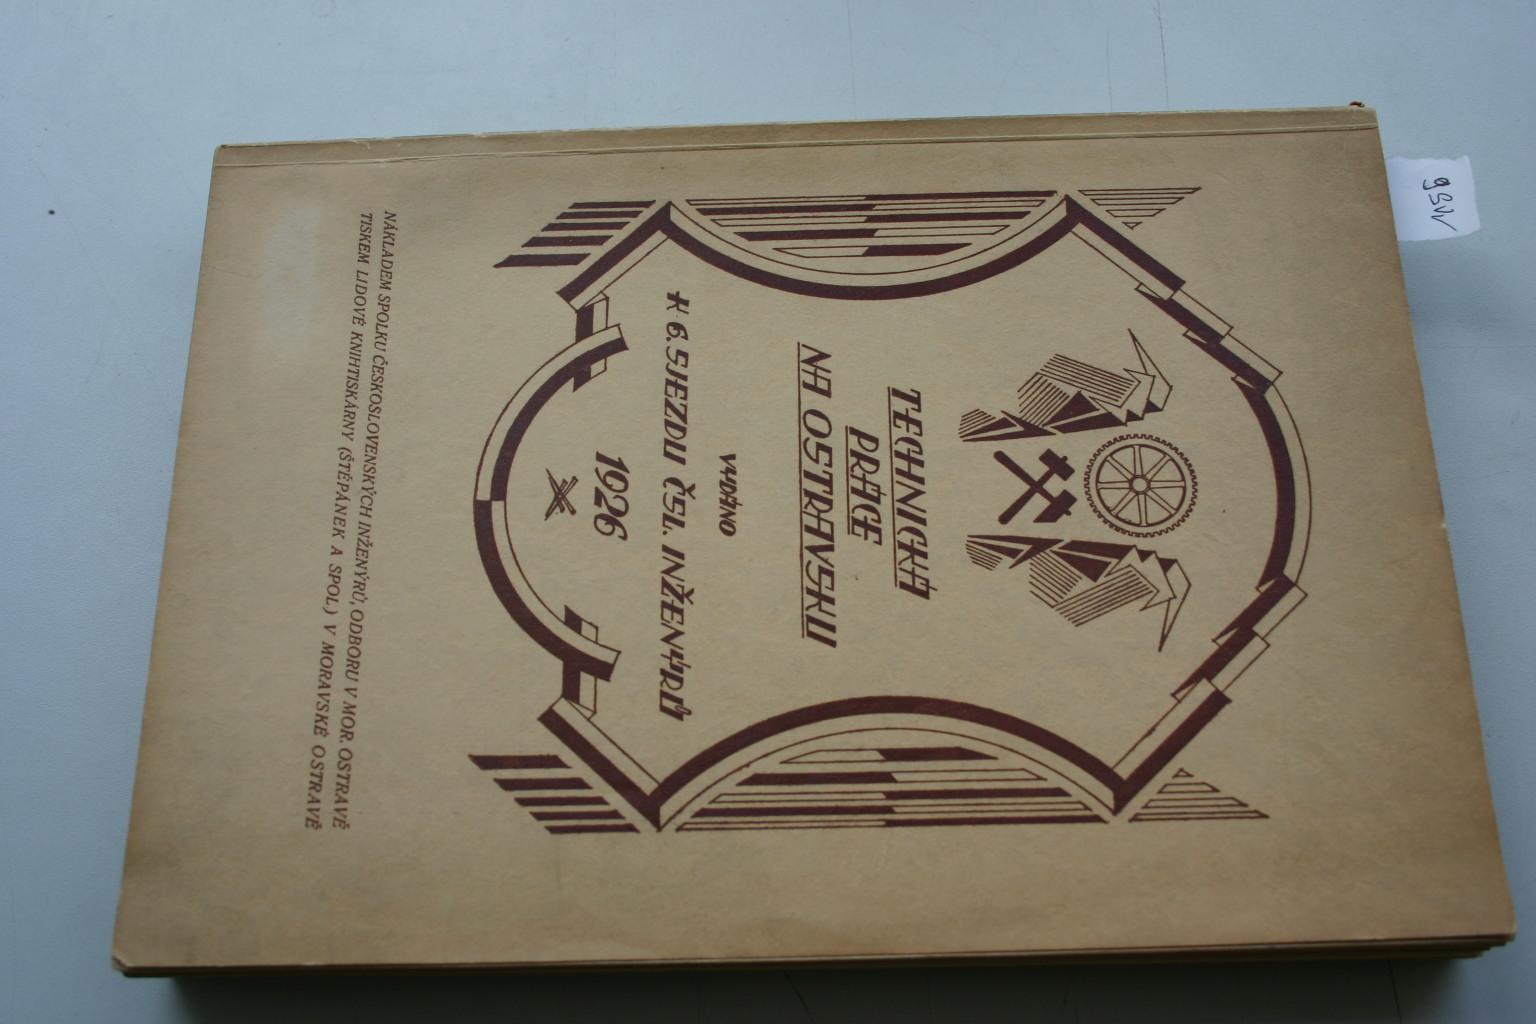 TECHNICKÁ
PRÁCE
NA OSTRAVSKU
VYDÁNO
K 6. SJEZDU ČSL. INŽENÝRŮ
1926
NÁKLADEM SPOLKU ČESKOSLOVENSKÝCH INŽENÝRŮ, ODBORU V MOR. OSTRAVĚ
TISKEM LIDOVÉ KNIHTISKÁRNY (ŠTĚPÁNEK A SPOL.) V MORAVSKÉ OSTRAVĚ